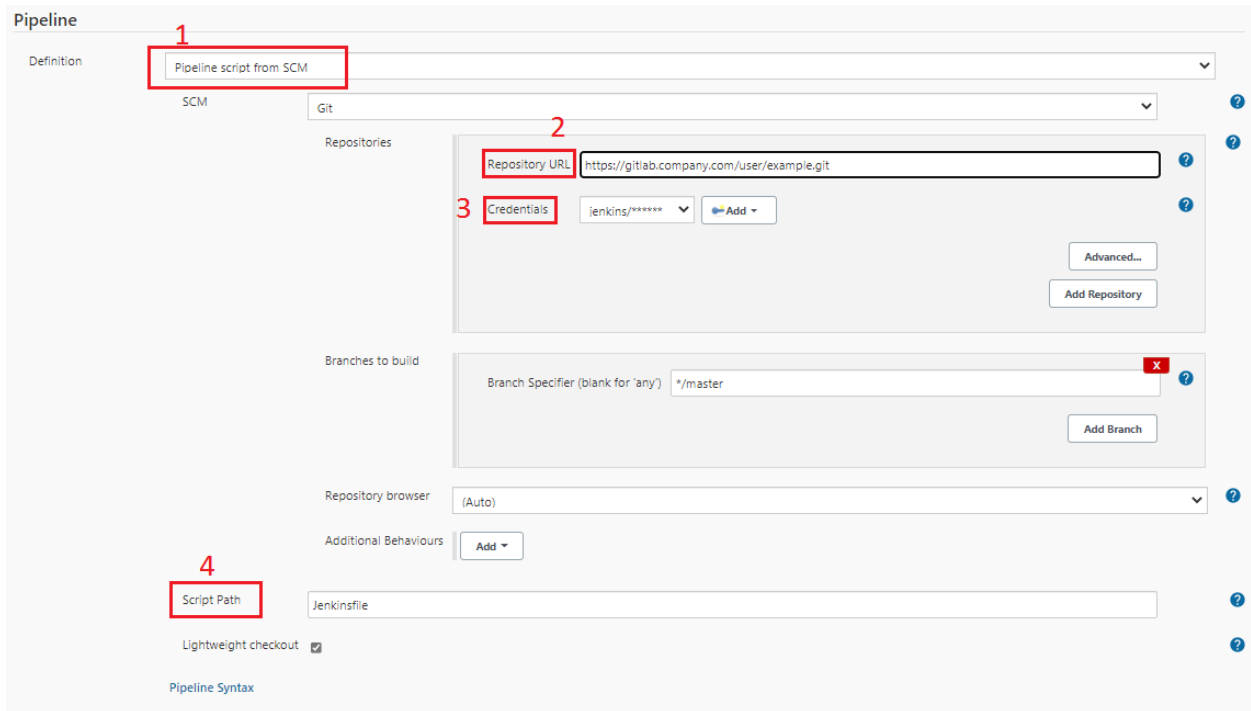 Pipeline
1
Definition
Pipeline script from SCM
SCM
Git
?
2
Repositories
?
Repository URL
https://gitlab.company.com/user/example.git
?
3
Credentials
jenkins/******
Add
?
Advanced...
Add Repository
Branches to build
X
Branch Specifier (blank for 'any')
*/master
?
Add Branch
Repository browser
(Auto)
?
Additional Behaviours
Add
4
Script Path
Jenkinsfile
?
Lightweight checkout
?
Pipeline Syntax